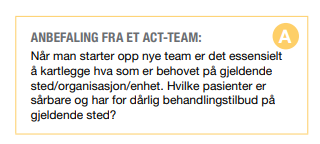 ANBEFALING FRA ET ACT-TEAM:
A
Når man starter opp nye team er det essensielt
å kartlegge hva som er behovet på gjeldende
sted/organisasjon/enhet. Hvilke pasienter er
sårbare og har for dårlig behandlingstilbud på
gjeldende sted?